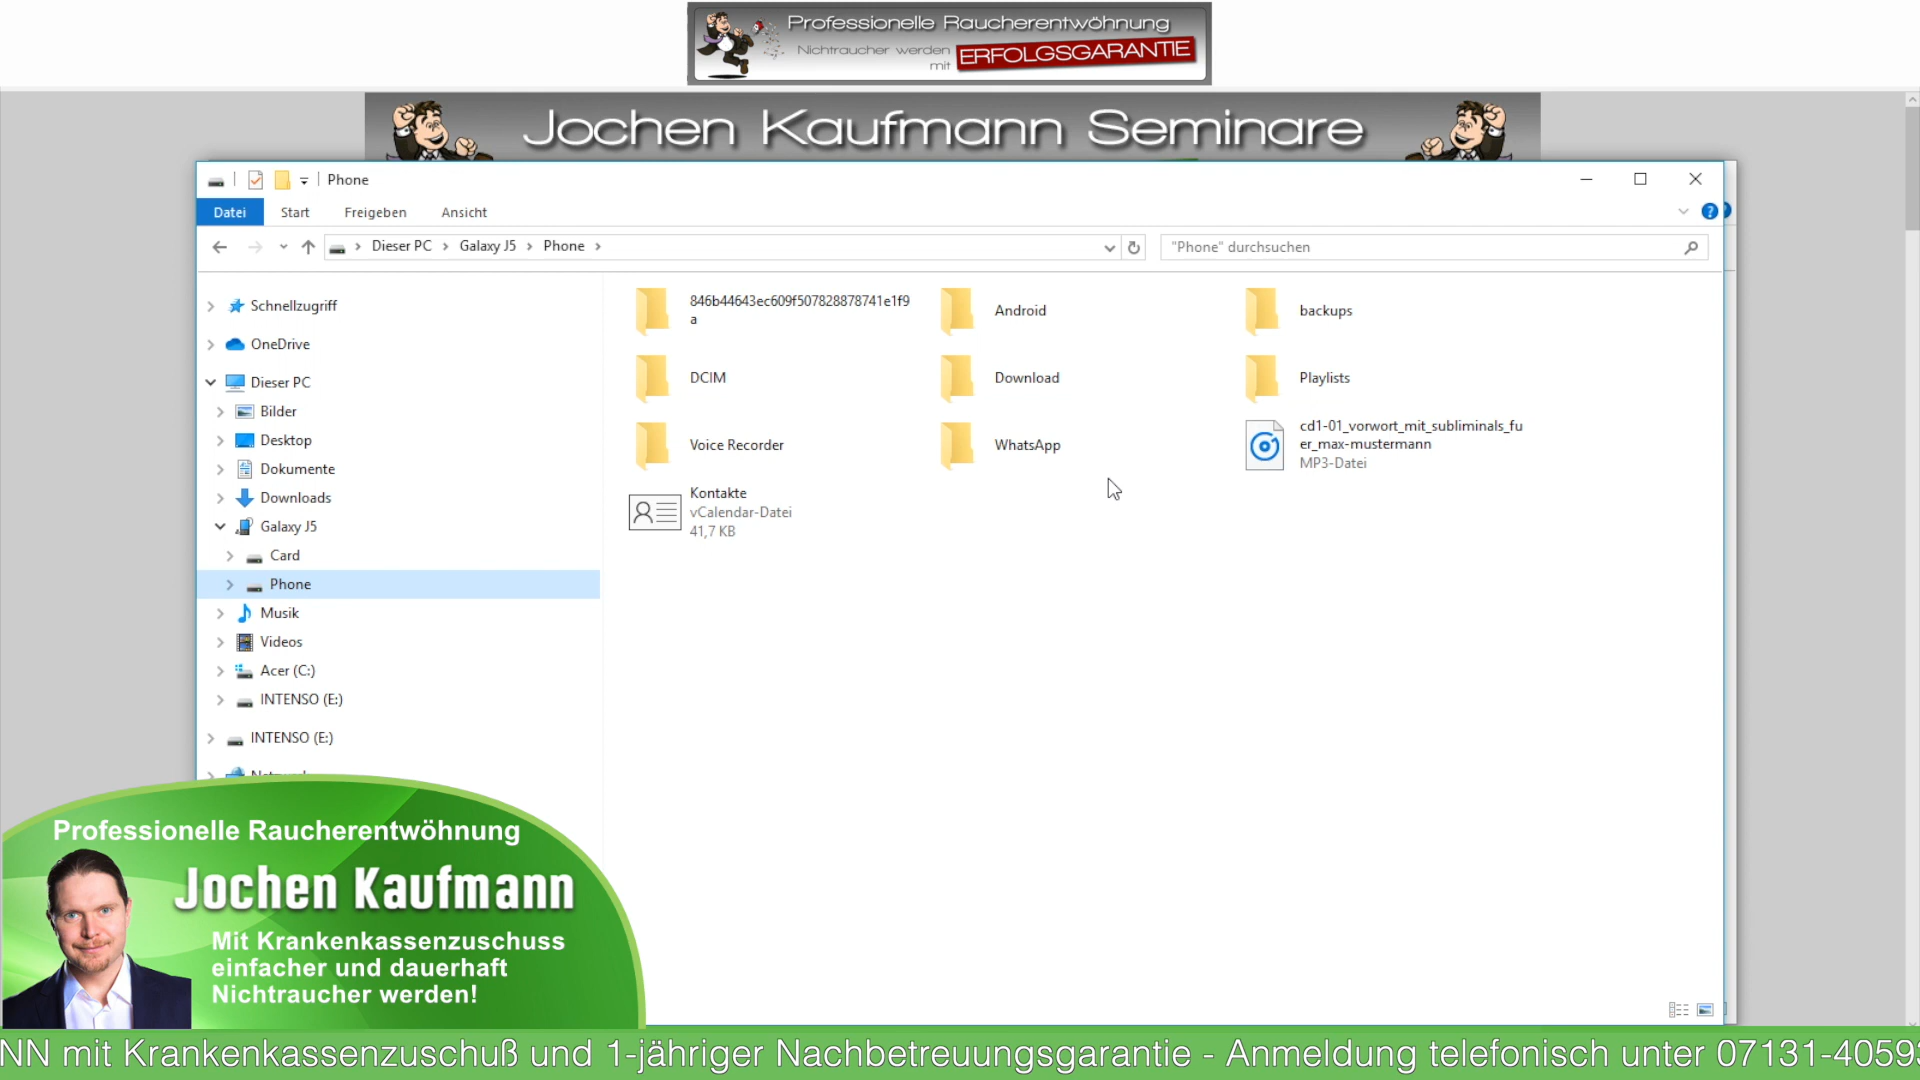 Professionelle Raucherentwöhnung
Nichtraucher werden
mit ERFOLGSGARANTIE
Jochen Kaufmann Seminare
Phone
Datei Start Freigeben Ansicht
Dieser PC Galaxy J5 Phone
"Phone" durchsuchen
Schnellzugriff
OneDrive
Dieser PC
Bilder
Desktop
Dokumente
Downloads
Galaxy J5
Card
Phone
Musik
Videos
Acer (C:)
INTENSO (E:)
INTENSO (E:)
846b44643ec609f507828878741e1f9
a
Android
backups
DCIM
Download
Playlists
Voice Recorder
WhatsApp
cd1-01_vorwort_mit_subliminals_fu
er_max-mustermann
MP3-Datei
Kontakte
vCalendar-Datei
41,7 KB
Professionelle Raucherentwöhnung
Jochen Kaufmann
Mit Krankenkassenzuschuss
einfacher und dauerhaft
Nichtraucher werden!
NN mit Krankenkassenzuschuß und 1-jähriger Nachbetreuungsgarantie - Anmeldung telefonisch unter 07131-40593